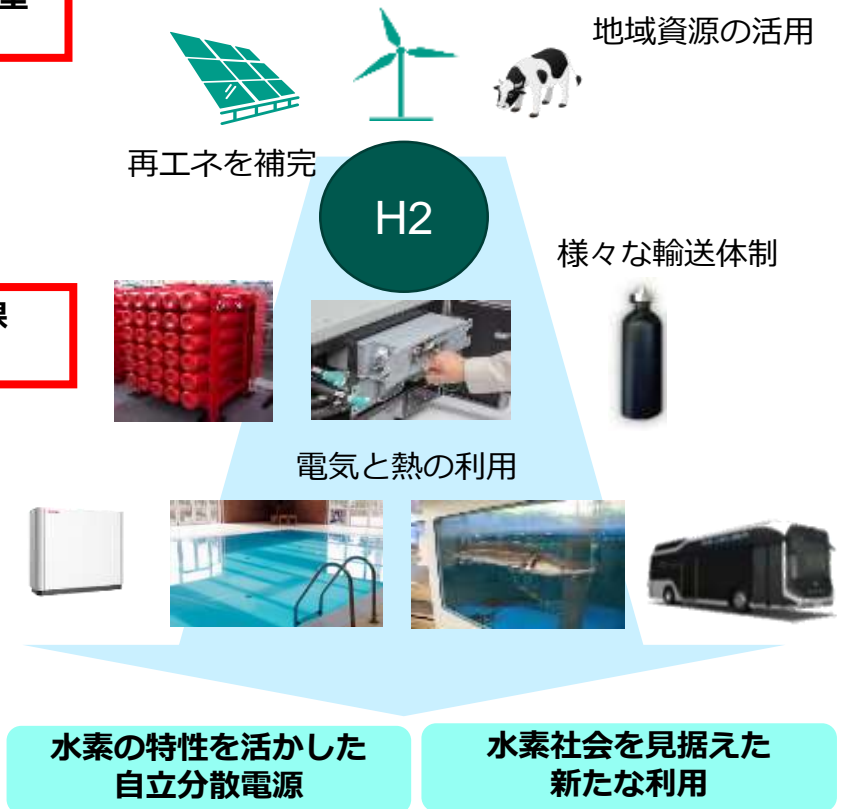 地域資源の活用
再エネを補完
H2
様々な輸送体制
電気と熱の利用
水素の特性を活かした
自立分散電源
水素社会を見据えた
新たな利用